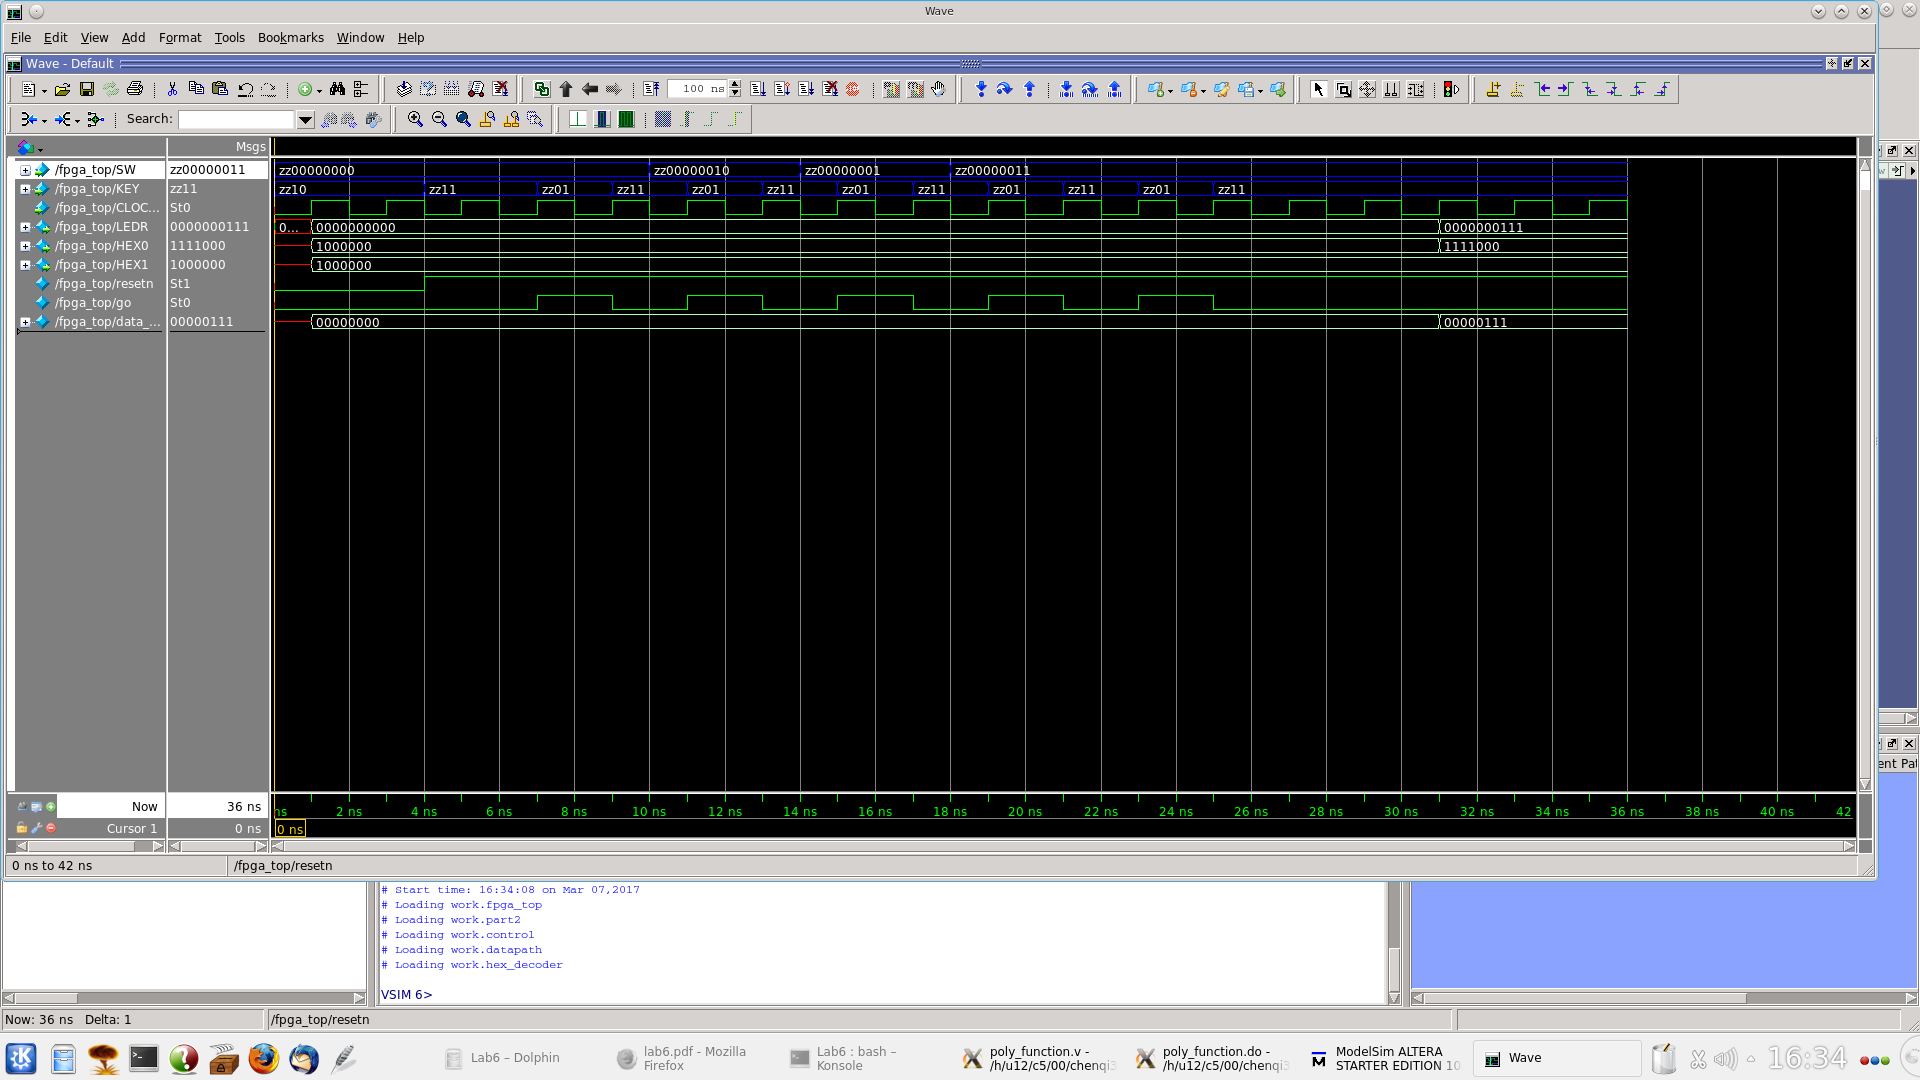 Wave
File Edit View Add Format Tools Bookmarks Window Help
Wave - Default
100 ns
Search:
Msgs
/fpga_top/SW zz00000011 zz00000000 zz00000010 zz00000001 zz00000011
/fpga_top/KEY zz11 zz10 zz11 zz01 zz11 zz01 zz11 zz01 zz11 zz01 zz11 zz01 zz11
/fpga_top/CLOC... St0
/fpga_top/LEDR 0000000111 0... 0000000000 0000000111
/fpga_top/HEX0 1111000 1000000 1111000
/fpga_top/HEX1 1000000 1000000
/fpga_top/resetn St1
/fpga_top/go St0
/fpga_top/data_... 00000111 00000000 00000111
Now 36 ns ns 2 ns 4 ns 6 ns 8 ns 10 ns 12 ns 14 ns 16 ns 18 ns 20 ns 22 ns 24 ns 26 ns 28 ns 30 ns 32 ns 34 ns 36 ns 38 ns 40 ns 42
Cursor 1 0 ns 0 ns
0 ns to 42 ns /fpga_top/resetn
ent Pat
# Start time: 16:34:08 on Mar 07,2017
# Loading work.fpga_top
# Loading work.part2
# Loading work.control
# Loading work.datapath
# Loading work.hex_decoder
VSIM 6>
Now: 36 ns Delta: 1 /fpga_top/resetn
Lab6 – Dolphin
lab6.pdf - Mozilla
Firefox
Lab6 : bash –
Konsole
poly_function.v -
/h/u12/c5/00/chenqi3
poly_function.do -
/h/u12/c5/00/chenqi3
ModelSim ALTERA
STARTER EDITION 10
Wave
16:34